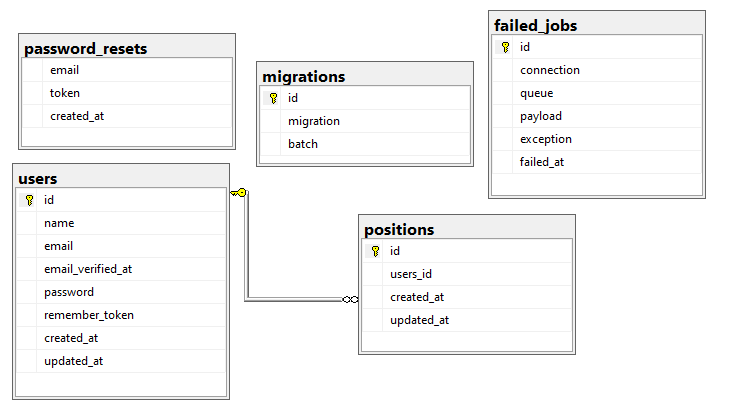 password_resets
email
token
created_at
migrations
id
migration
batch
failed_jobs
id
connection
queue
payload
exception
failed_at
users
id
name
email
email_verified_at
password
remember_token
created_at
updated_at
positions
id
users_id
created_at
updated_at